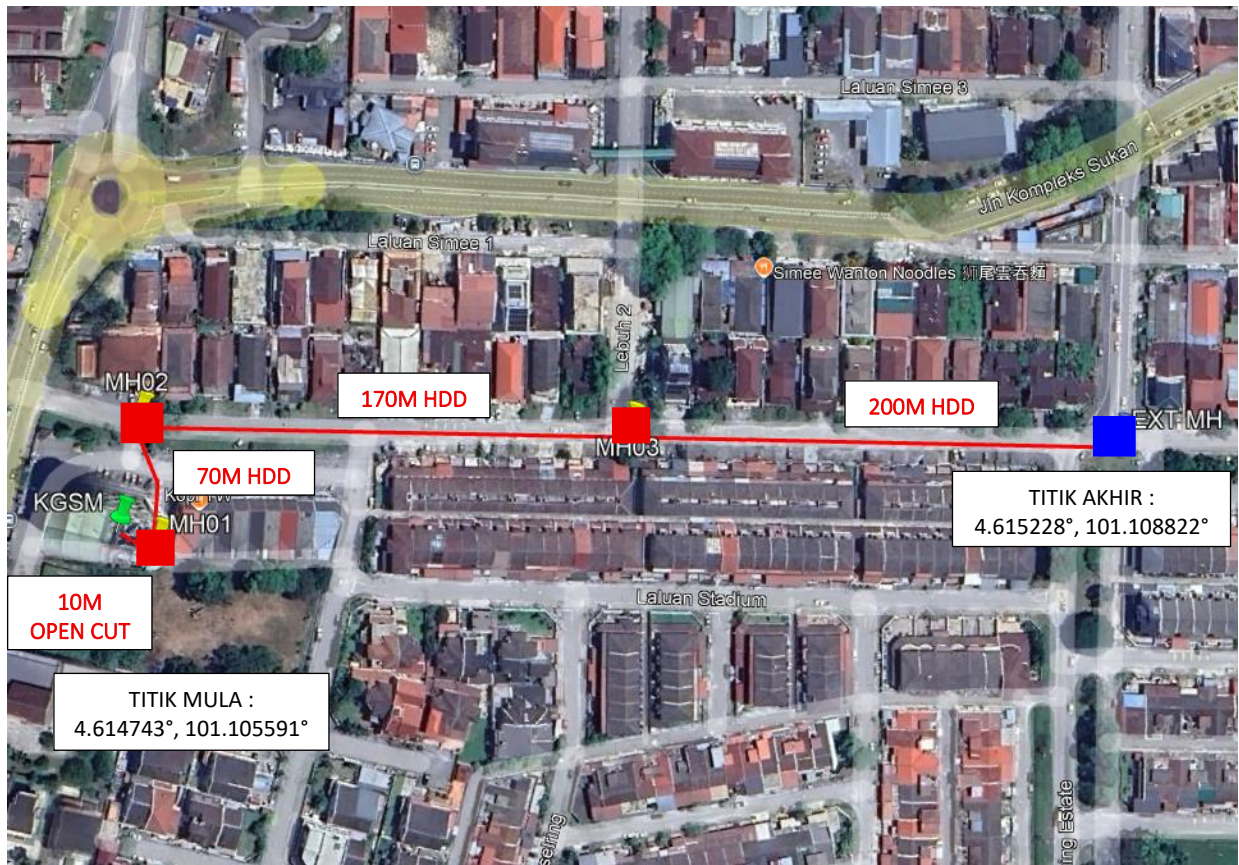 Laluan Simee 3
Jln Kompleks Sukan
Laluan Simee 1
Simee Wanton Noodles 狮尾雲吞麵
Lebuh 2
MH02
170M HDD
200M HDD
EXT MH
MH03
70M HDD
KGSM
MH01
TITIK AKHIR :
4.615228°, 101.108822°
10M
OPEN CUT
Laluan Stadium
TITIK MULA :
4.614743°, 101.105591°